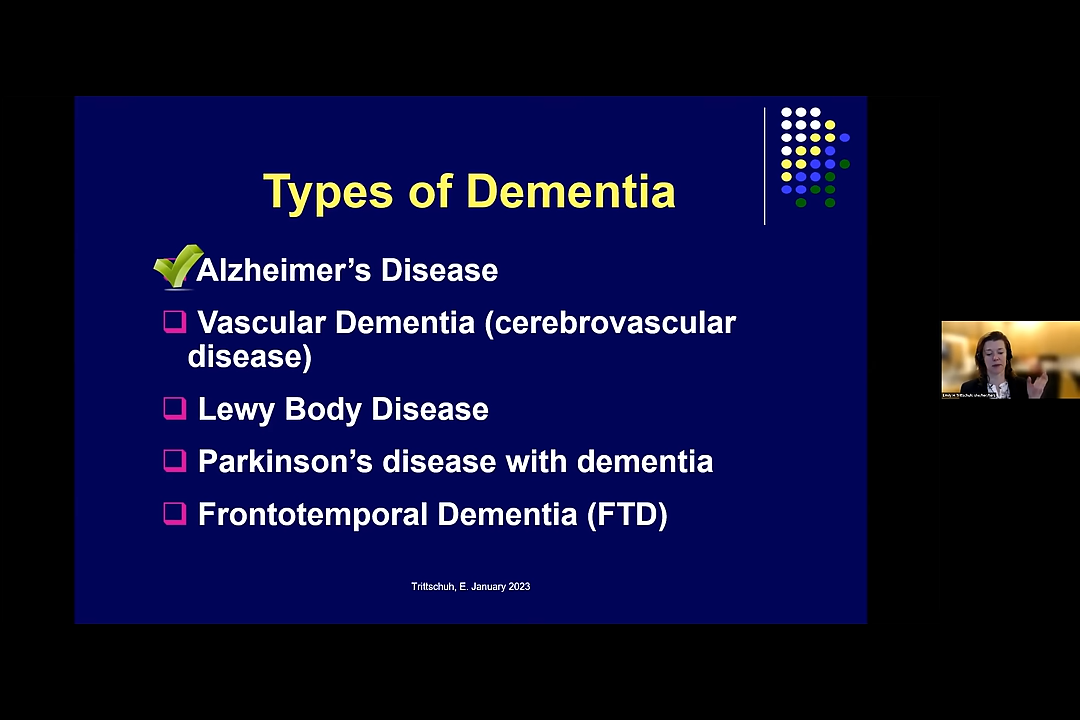 Types of Dementia
Alzheimer’s Disease
Vascular Dementia (cerebrovascular
disease)
Lewy Body Disease
Parkinson’s disease with dementia
Frontotemporal Dementia (FTD)
Trittschuh, E. January 2023